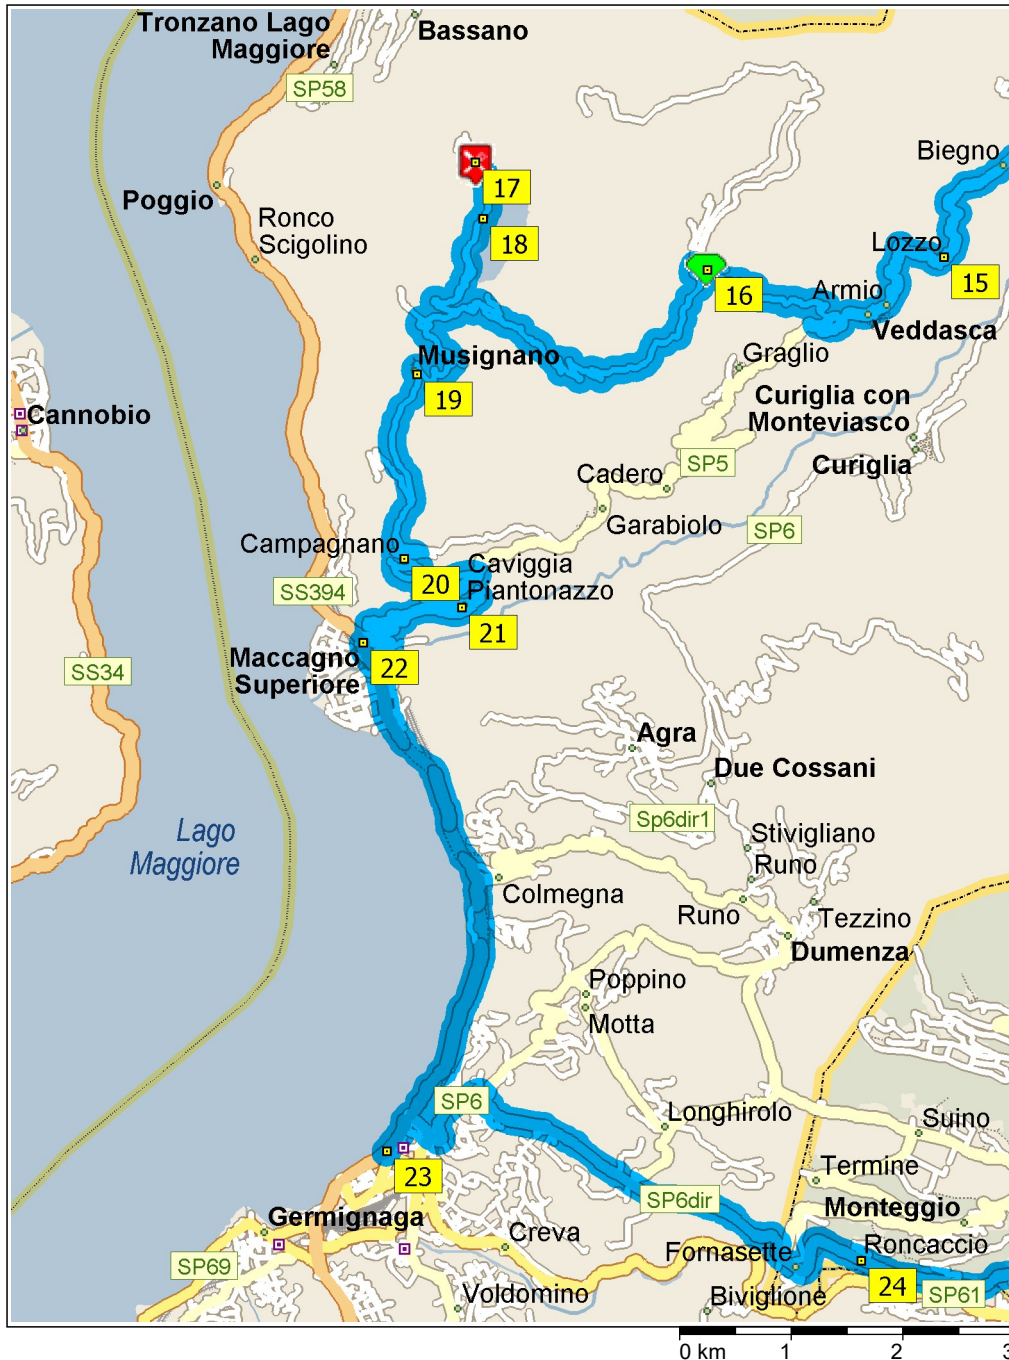 Tronzano Lago
Maggiore
Bassano
SP58
Biegno
17
Poggio
Ronco
Scigolino
18
Lozzo
15
16
Armio
Veddasca
Musignano
Graglio
19
Cannobio
Curiglia con
Monteviasco
SP5
Curiglia
Cadero
Garabiolo
SP6
Campagnano
Caviggia
20
Piantonazzo
SS394
21
Maccagno
Superiore
22
SS34
Agra
Due Cossani
Sp6dir1
Lago
Maggiore
Stivigliano
Runo
Colmegna
Runo
Tezzino
Dumenza
Poppino
Motta
SP6
Longhirolo
Suino
23
Termine
SP6dir
Monteggio
Germignaga
Creva
Fornasette
Roncaccio
SP69
24
Voldomino
Biviglione
SP61
0 km
1
2
3